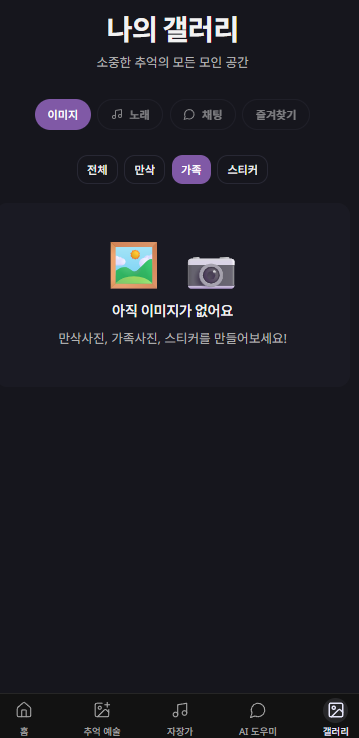 나의 갤러리
소중한 추억의 모든 모인 공간
이미지 노래 채팅 즐겨찾기
전체 만삭 가족 스티커
아직 이미지가 없어요
만삭사진, 가족사진, 스티커를 만들어보세요!
홈 추억 예술 자장가 AI 도우미 갤러리